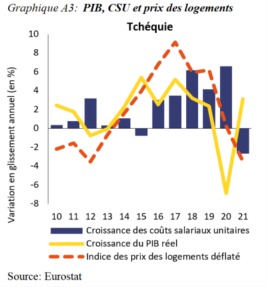 Graphique A3: PIB, CSU et prix des logements
Tchéquie
Variation en glissement annuel (en %)
10
8
6
4
2
0
-2
-4
-6
-8
10 11 12 13 14 15 16 17 18 19 20 21
Croissance des coûts salariaux unitaires
Croissance du PIB réel
Indice des prix des logements déflaté
Source: Eurostat